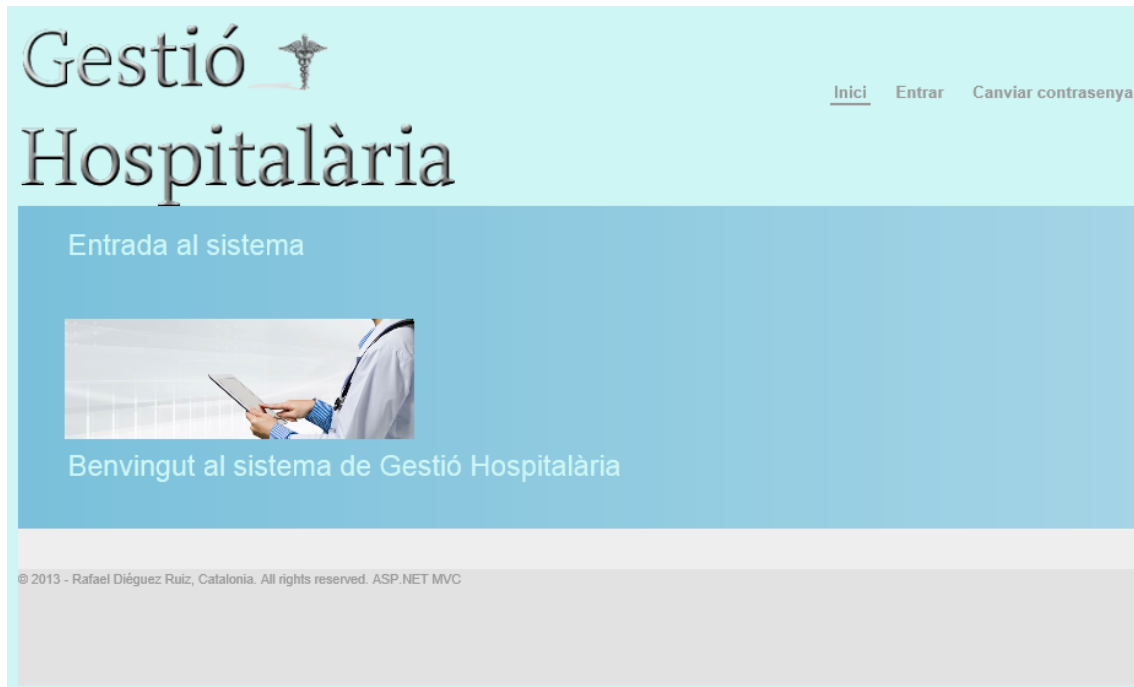 Gestió
Hospitalària
Inici Entrar Canviar contrasenya
Entrada al sistema
Benvingut al sistema de Gestió Hospitalària
© 2013 - Rafael Diéguez Ruiz, Catalonia. All rights reserved. ASP.NET MVC